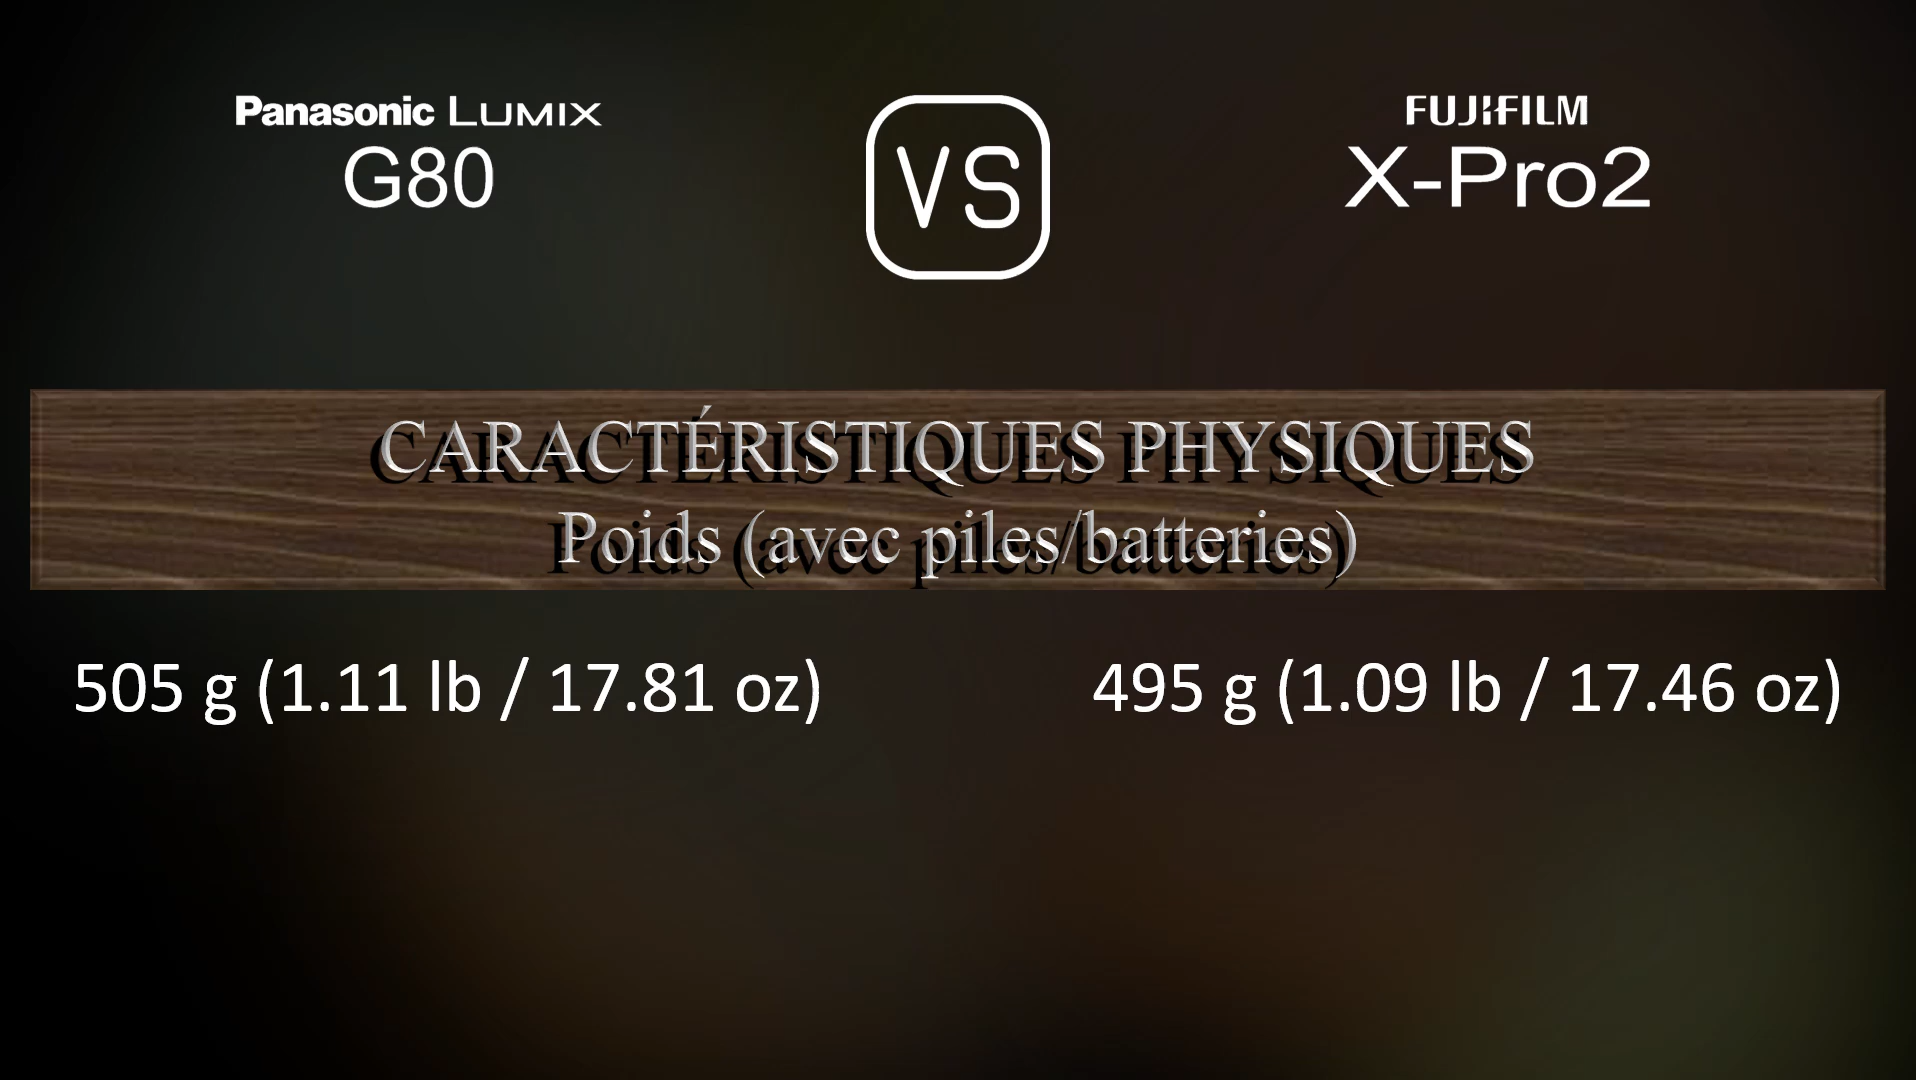 Panasonic LUMIX
G80
VS
FUJIFILM
X-Pro2
CARACTÉRISTIQUES PHYSIQUES
Poids (avec piles/batteries)
505 g (1.11 lb / 17.81 oz)
495 g (1.09 lb / 17.46 oz)